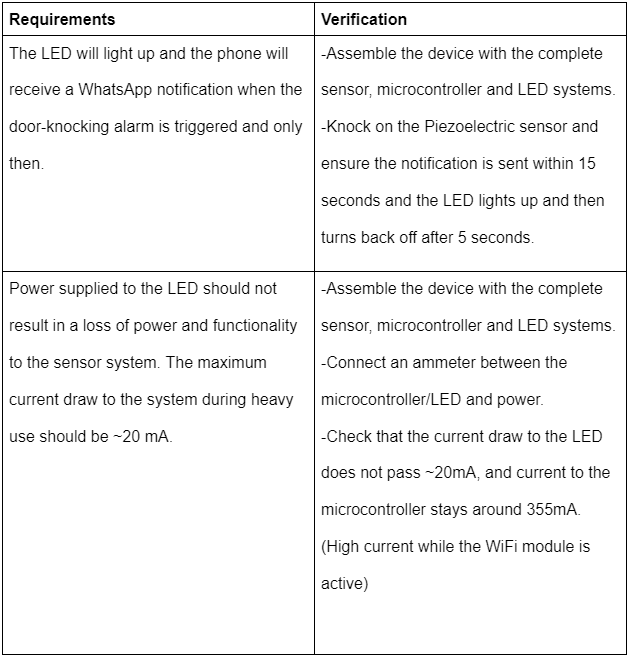 Requirements
Verification
The LED will light up and the phone will
receive a WhatsApp notification when the
door-knocking alarm is triggered and only
then.
-Assemble the device with the complete
sensor, microcontroller and LED systems.
-Knock on the Piezoelectric sensor and
ensure the notification is sent within 15
seconds and the LED lights up and then
turns back off after 5 seconds.
Power supplied to the LED should not
result in a loss of power and functionality
to the sensor system. The maximum
current draw to the system during heavy
use should be ~20 mA.
-Assemble the device with the complete
sensor, microcontroller and LED systems.
-Connect an ammeter between the
microcontroller/LED and power.
-Check that the current draw to the LED
does not pass ~20mA, and current to the
microcontroller stays around 355mA.
(High current while the WiFi module is
active)